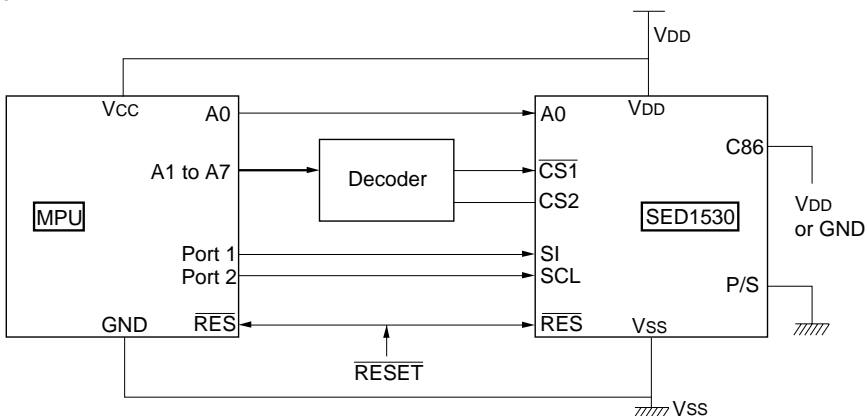 VDD
VCC
A0
A0
VDD
C86
A1 to A7
Decoder
CS1
CS2
MPU
SED1530
VDD
or GND
Port 1
SI
Port 2
SCL
P/S
GND
RES
RES
VSS
RESET
VSS